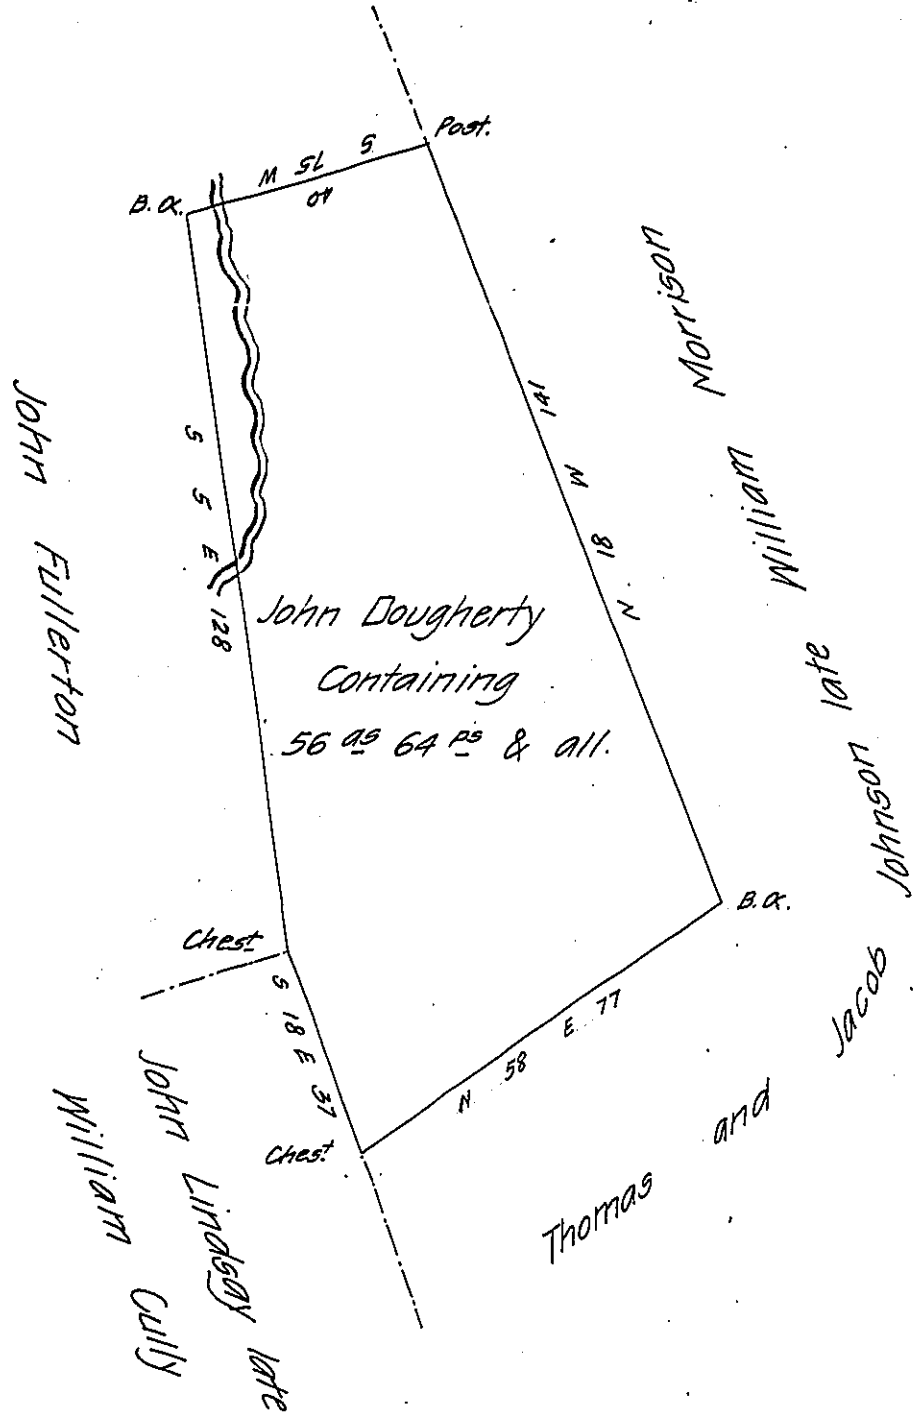 Post.
S 75 W
40
B.O.
141 W 18 N
William Morrison
late
Thomas and Jacob Johnson
John Fullerton
S 5 E 128
John Dougherty
Containing
56 as 64 ps & all.
B.O.
Chest
S 18 E 37
N 58 E 77
Chest
John Lindsay late
William Cully